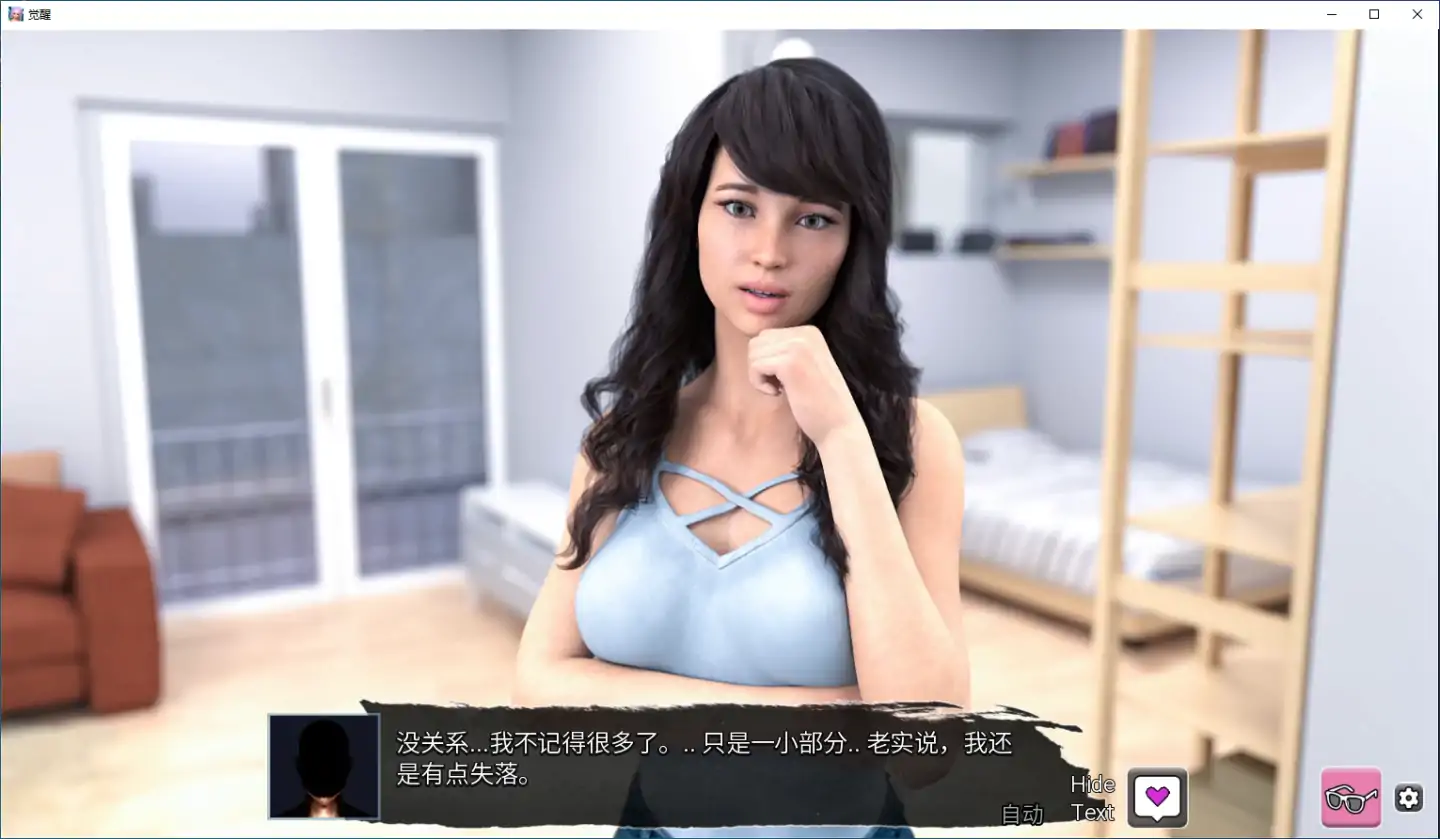 觉醒
没关系...我不记得很多了。.. 只是一小部分.. 老实说，我还
是有点失落。
自动
Hide
Text